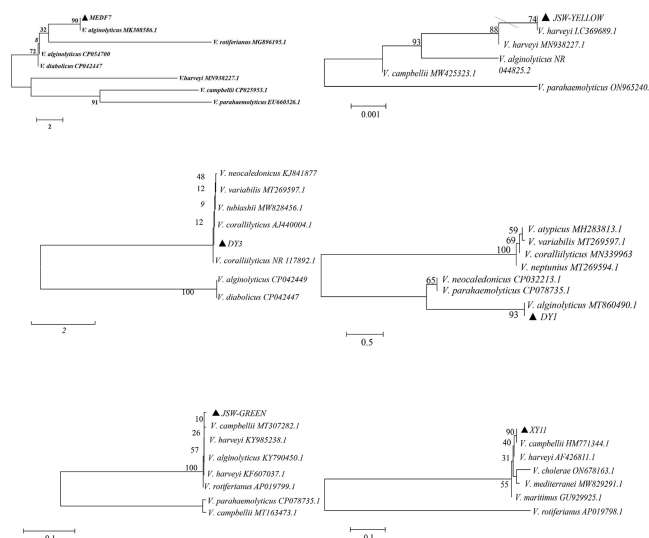 90 ▲ MEDF7
32 V. alginolyticus MK308586.1
8 V. rotiferianus MG896195.1
72 V. alginolyticus CP054700
V. diabolicus CP042447
V.harveyi MN938227.1
V. campbellii CP025953.1
91 V. parahaemolyticus EU660326.1
2
74 ▲ JSW-YELLOW
88 V. harveyi LC369689.1
V. harveyi MN938227.1
93 V. alginolyticus NR
044825.2
V. campbellii MW425323.1
V. parahaemolyticus ON965240.
0.001
48 V. neocaledonicus KJ841877
12 V. variabilis MT269597.1
9 V. tubiashii MW828456.1
12 V. corallilyticus AJ440004.1
▲ DY3
V. coralliilyticus NR 117892.1
V. alginolyticus CP042449
100 V. diabolicus CP042447
2
59 V. atypicus MH283813.1
69 V. variabilis MT269597.1
100 V. coralliilyticus MN339963
V. neptunius MT269594.1
65 V. neocaledonicus CP032213.1
V. parahaemolyticus CP078735.1
V. alginolyticus MT860490.1
93 ▲ DY1
0.5
10 ▲ JSW-GREEN
V. campbellii MT307282.1
26 V. harveyi KY985238.1
57 V. alginolyticus KY790450.1
100 V. harveyi KF607037.1
V. rotiferianus AP019799.1
V. parahaemolyticus CP078735.1
V. campbellii MT163473.1
0.1
90 ▲ XY11
40 V. campbellii HM771344.1
31 V. harveyi AF426811.1
V. cholerae ON678163.1
55 V. mediterranei MW829291.1
V. maritimus GU929925.1
V. rotiferianus AP019798.1
0.1